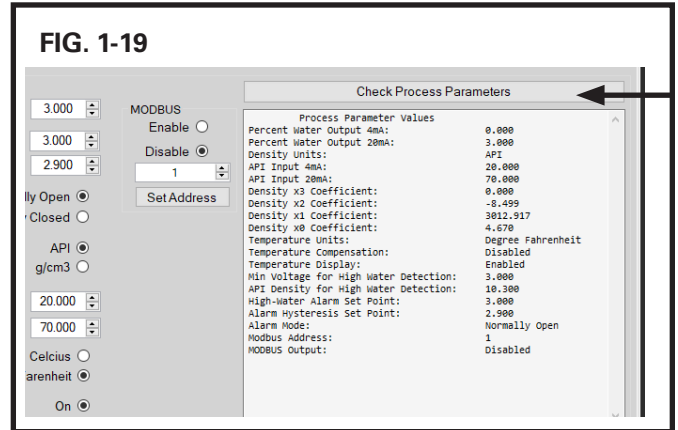 FIG. 1-19
Check Process Parameters
3.000
3.000
2.900
lly Open
Closed
API
g/cm3
20.000
70.000
Celcius
arenheit
On
MODBUS
Enable
Disable
1
Set Address
Process Parameter Values
Percent Water Output 4mA: 0.000
Percent Water Output 20mA: 3.000
Density Units: API
API Input 4mA: 20.000
API Input 20mA: 70.000
Density x3 Coefficient: 0.000
Density x2 Coefficient: -8.499
Density x1 Coefficient: 3012.917
Density x0 Coefficient: 4.670
Temperature Units: Degree Fahrenheit
Temperature Compensation: Disabled
Temperature Display: Enabled
Min Voltage for High Water Detection: 3.000
API Density for High Water Detection: 10.300
High-Water Alarm Set Point: 3.000
Alarm Hysteresis Set Point: 2.900
Alarm Mode: Normally Open
Modbus Address: 1
MODBUS Output: Disabled